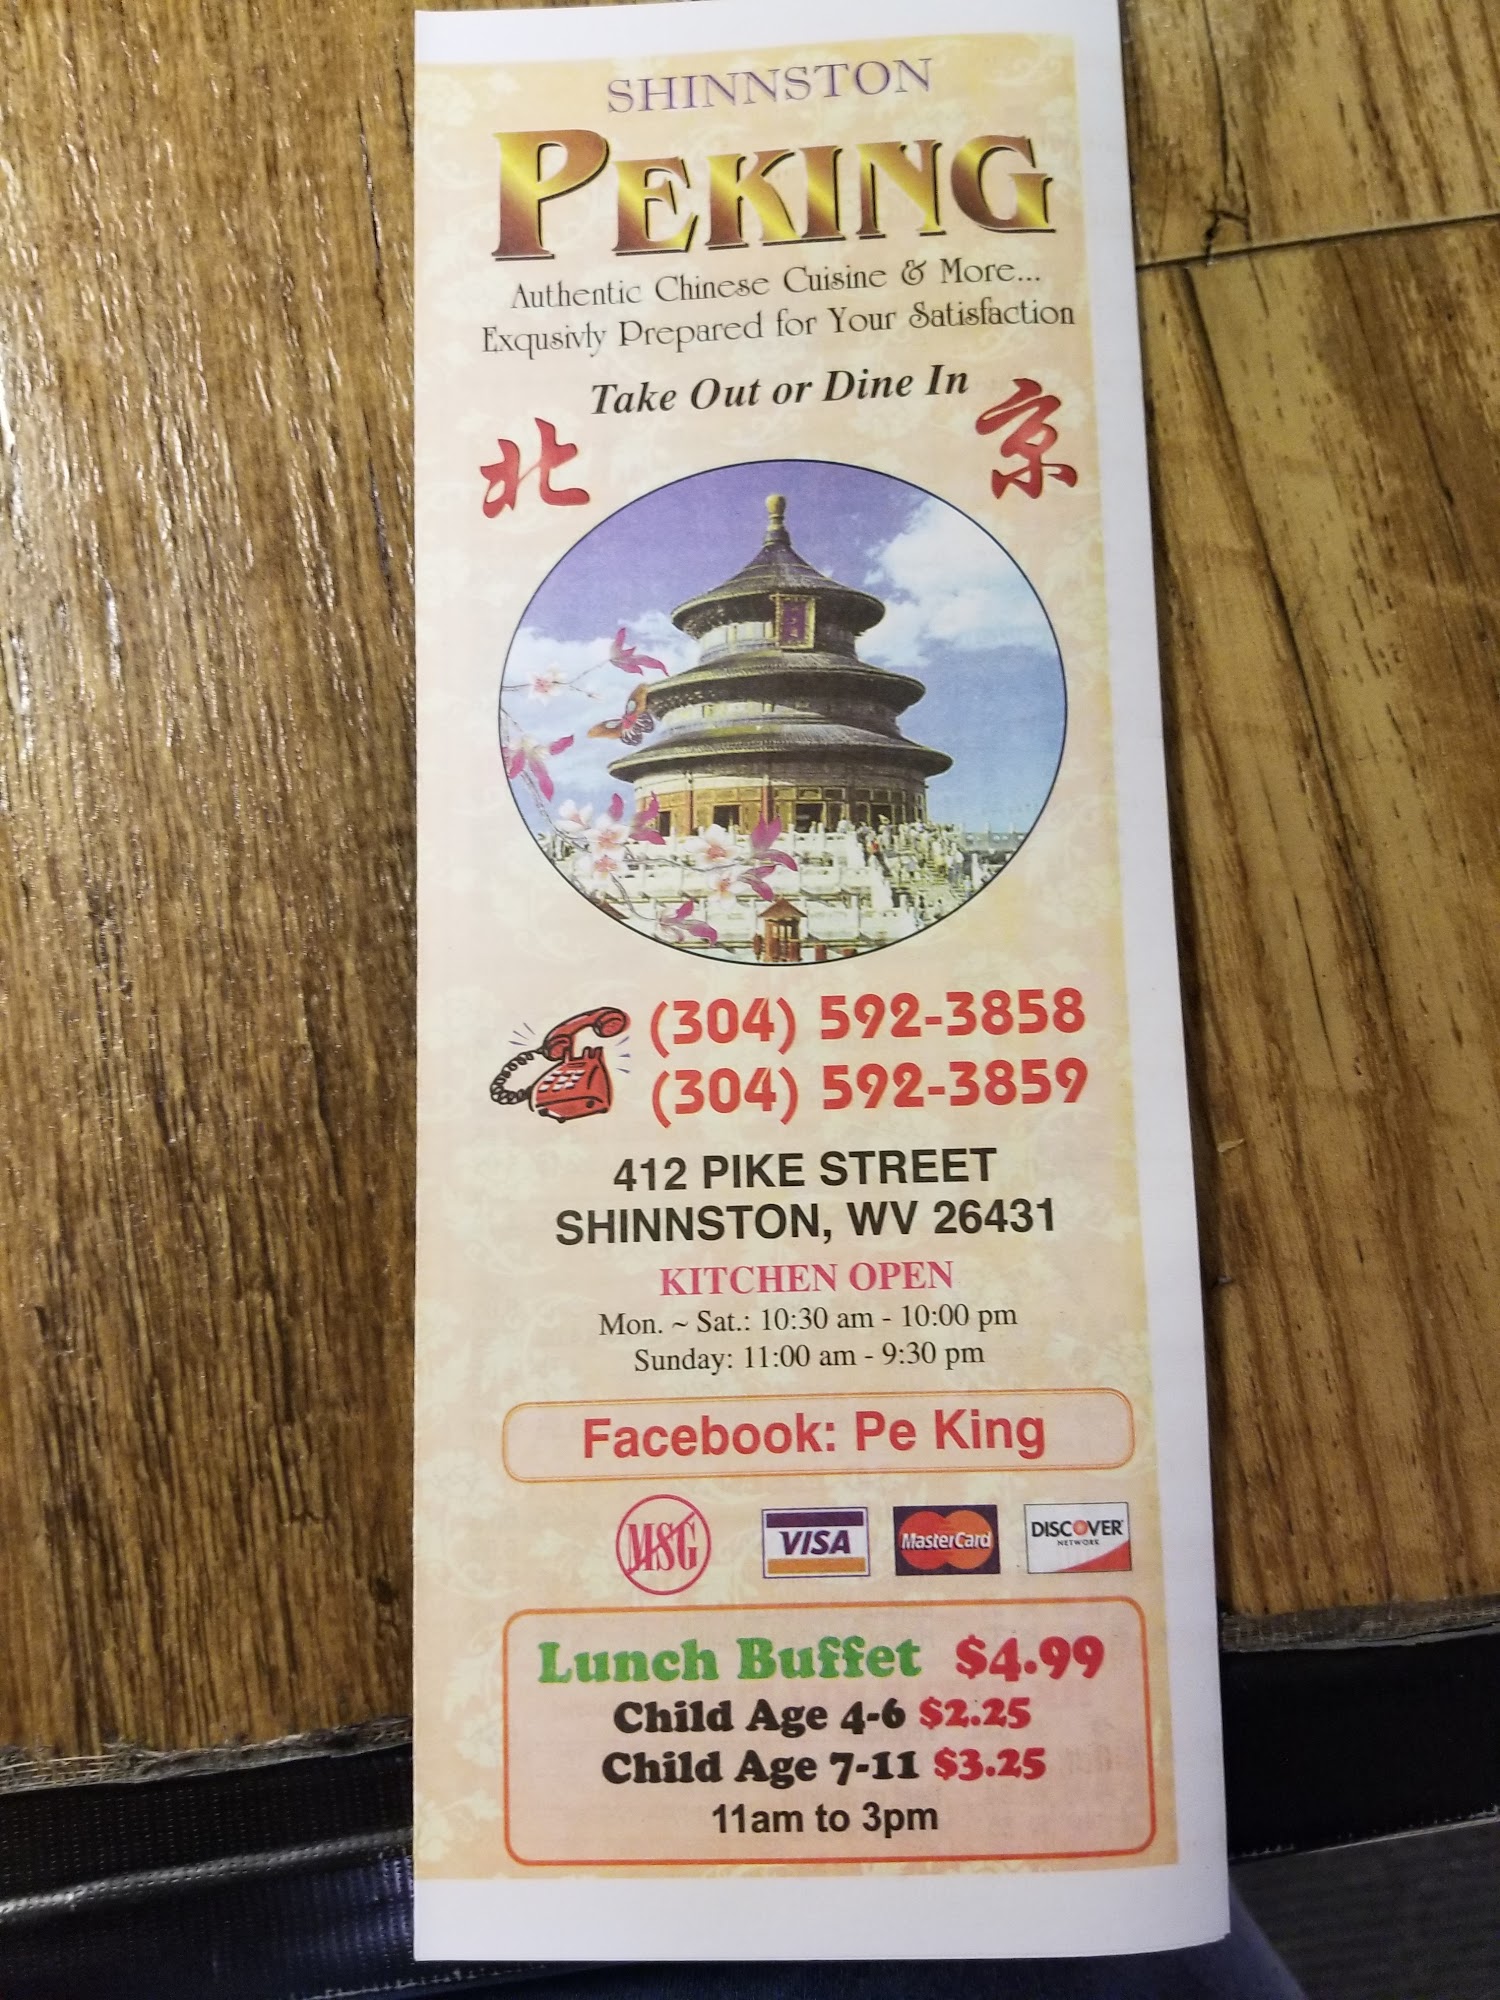 SHINNSTON
PEKING
Authentic Chinese Cuisine & More...
Exqusivly Prepared for Your Satisfaction
Take Out or Dine In
北 京
(304) 592-3858
(304) 592-3859
412 PIKE STREET
SHINNSTON, WV 26431
KITCHEN OPEN
Mon. ~ Sat.: 10:30 am - 10:00 pm
Sunday: 11:00 am - 9:30 pm
Facebook: Pe King
MSG VISA MasterCard DISCOVER
NETWORK
Lunch Buffet $4.99
Child Age 4-6 $2.25
Child Age 7-11 $3.25
11am to 3pm